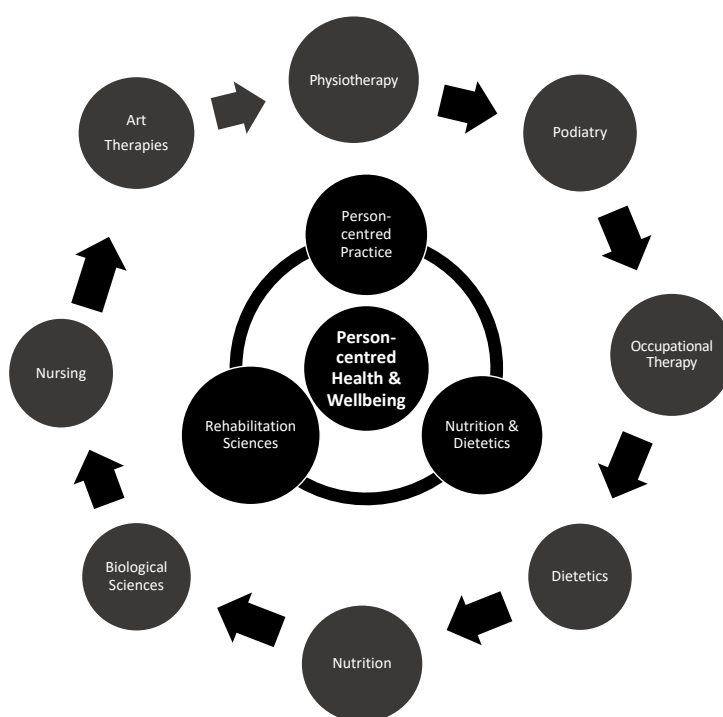 Physiotherapy
Art
Therapies
Podiatry
Person-
centred
Practice
Person-
centred
Health &
Wellbeing
Occupational
Therapy
Nursing
Rehabilitation
Sciences
Nutrition &
Dietetics
Biological
Sciences
Dietetics
Nutrition